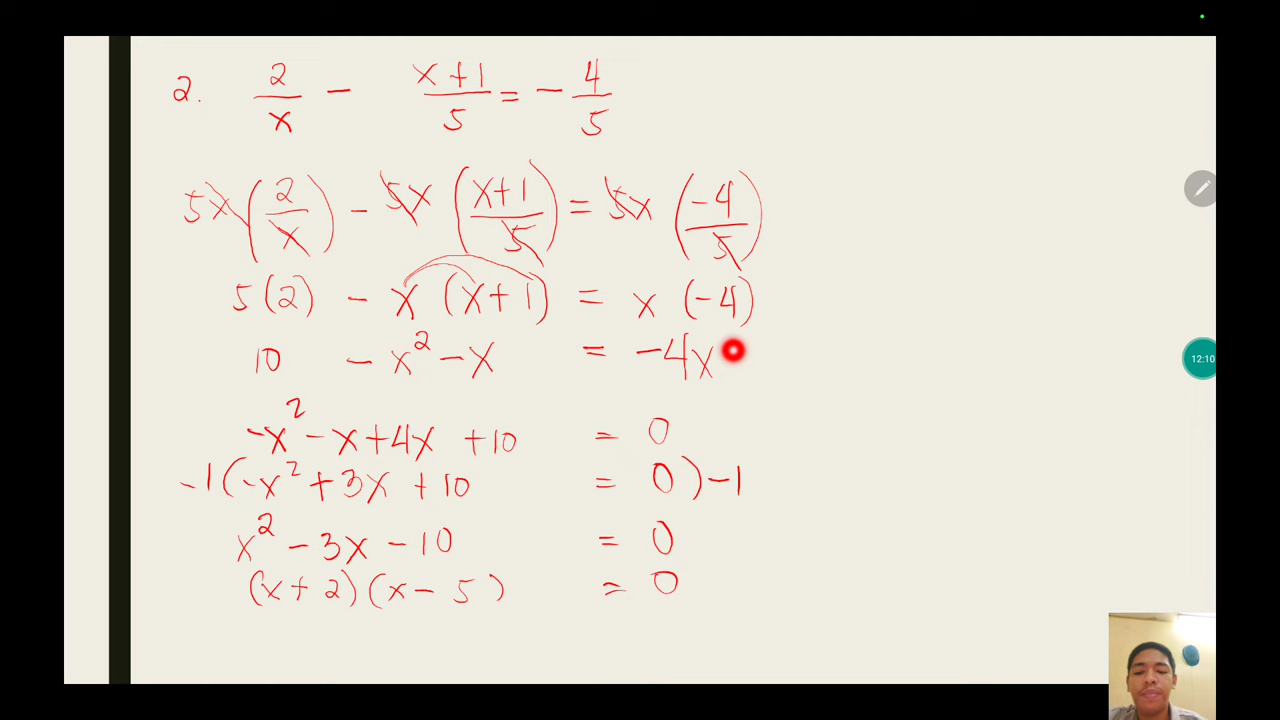 2. 2/x - x+1/5 = - 4/5
5x (2/x) - 5x (x+1/5) = 5x (-4/5)
5(2) - x (x+1) = x (-4)
10 - x² - x = -4x
-x² - x + 4x + 10 = 0
-1(-x² + 3x + 10 = 0) -1
x² - 3x - 10 = 0
(x+2)(x-5) = 0
12:10